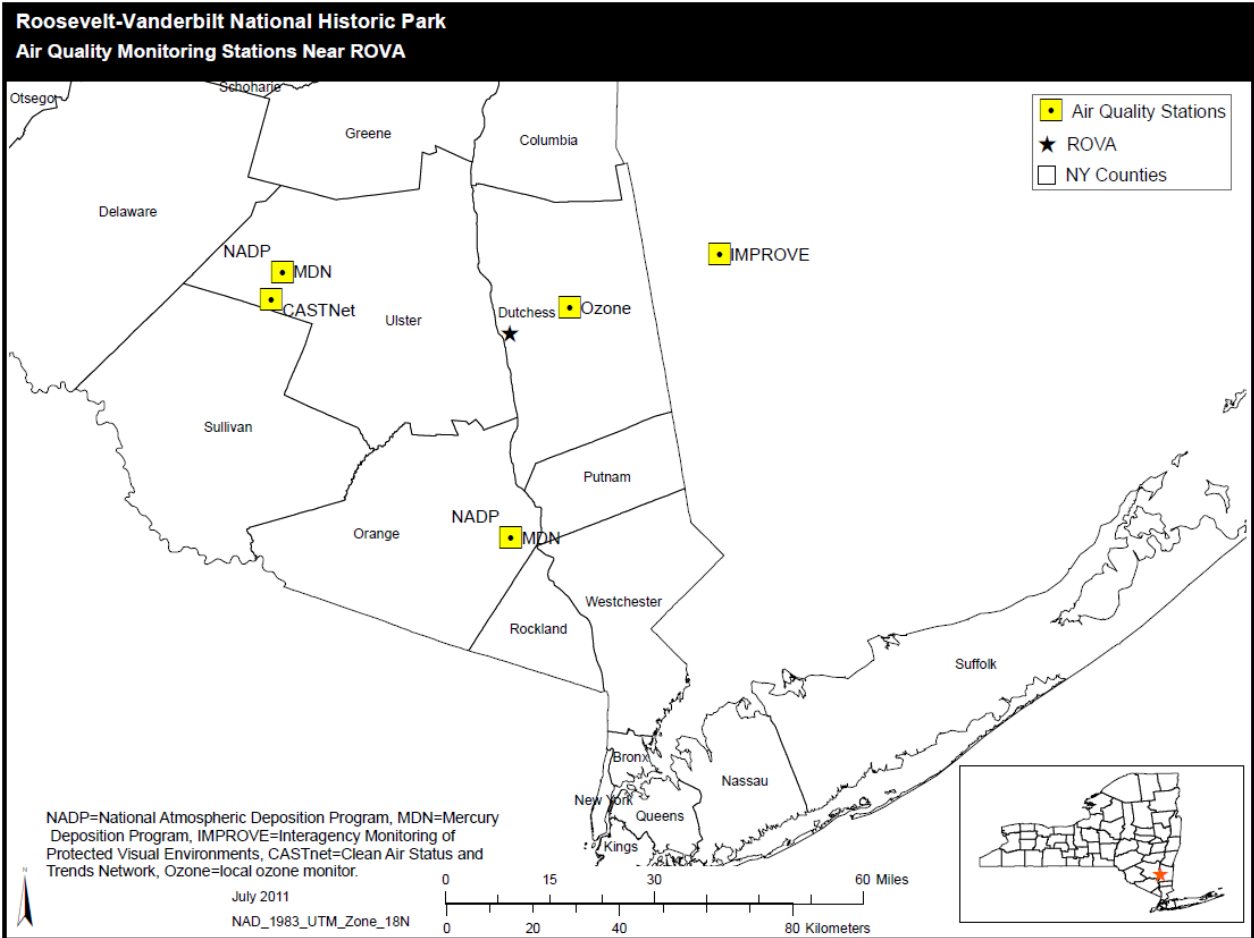 Roosevelt-Vanderbilt National Historic Park
Air Quality Monitoring Stations Near ROVA
Schoharie
Otsego
Greene
Columbia
Air Quality Stations
ROVA
NY Counties
Delaware
NADP
MDN
IMPROVE
CASTNet
Ulster
Dutchess
Ozone
Sullivan
Putnam
NADP
Orange
MDN
Westchester
Rockland
Suffolk
Bronx
Nassau
New York
Queens
Kings
NADP=National Atmospheric Deposition Program, MDN=Mercury
Deposition Program, IMPROVE=Interagency Monitoring of
Protected Visual Environments, CASTnet=Clean Air Status and
Trends Network, Ozone=local ozone monitor.
July 2011
NAD_1983_UTM_Zone_18N
N
0 15 30 60 Miles
0 20 40 80 Kilometers